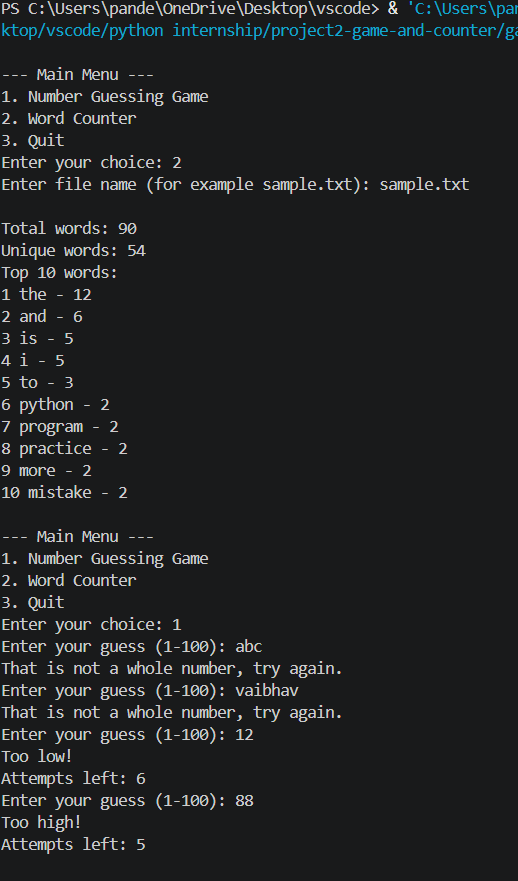 PS C:\Users\pande\OneDrive\Desktop\vscode> & 'C:\Users\pan
ktop/vscode/python internship/project2-game-and-counter/ga

--- Main Menu ---
1. Number Guessing Game
2. Word Counter
3. Quit
Enter your choice: 2
Enter file name (for example sample.txt): sample.txt

Total words: 90
Unique words: 54
Top 10 words:
1 the - 12
2 and - 6
3 is - 5
4 i - 5
5 to - 3
6 python - 2
7 program - 2
8 practice - 2
9 more - 2
10 mistake - 2

--- Main Menu ---
1. Number Guessing Game
2. Word Counter
3. Quit
Enter your choice: 1
Enter your guess (1-100): abc
That is not a whole number, try again.
Enter your guess (1-100): vaibhav
That is not a whole number, try again.
Enter your guess (1-100): 12
Too low!
Attempts left: 6
Enter your guess (1-100): 88
Too high!
Attempts left: 5